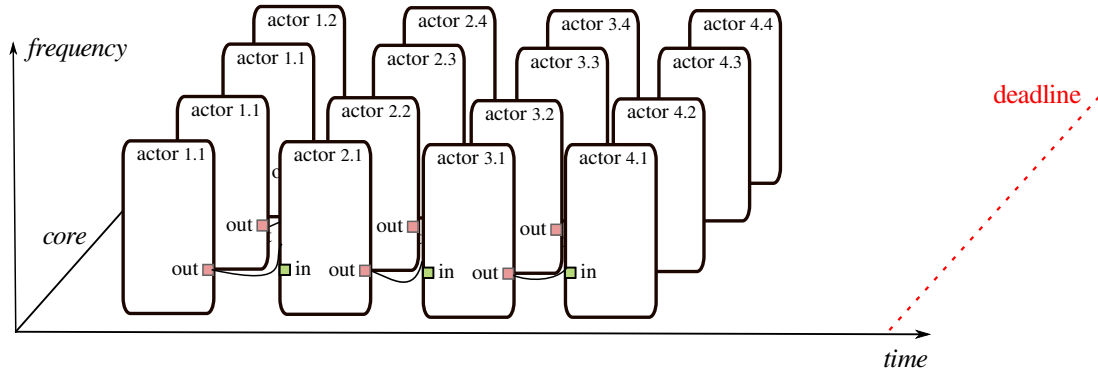 actor 1.2
actor 2.4
actor 3.4
actor 4.4
frequency
actor 1.1
actor 2.3
actor 3.3
actor 4.3
actor 1.1
actor 2.2
actor 3.2
actor 4.2
deadline
actor 1.1
actor 2.1
actor 3.1
actor 4.1
out
out
core
out
in
out
in
out
in
time